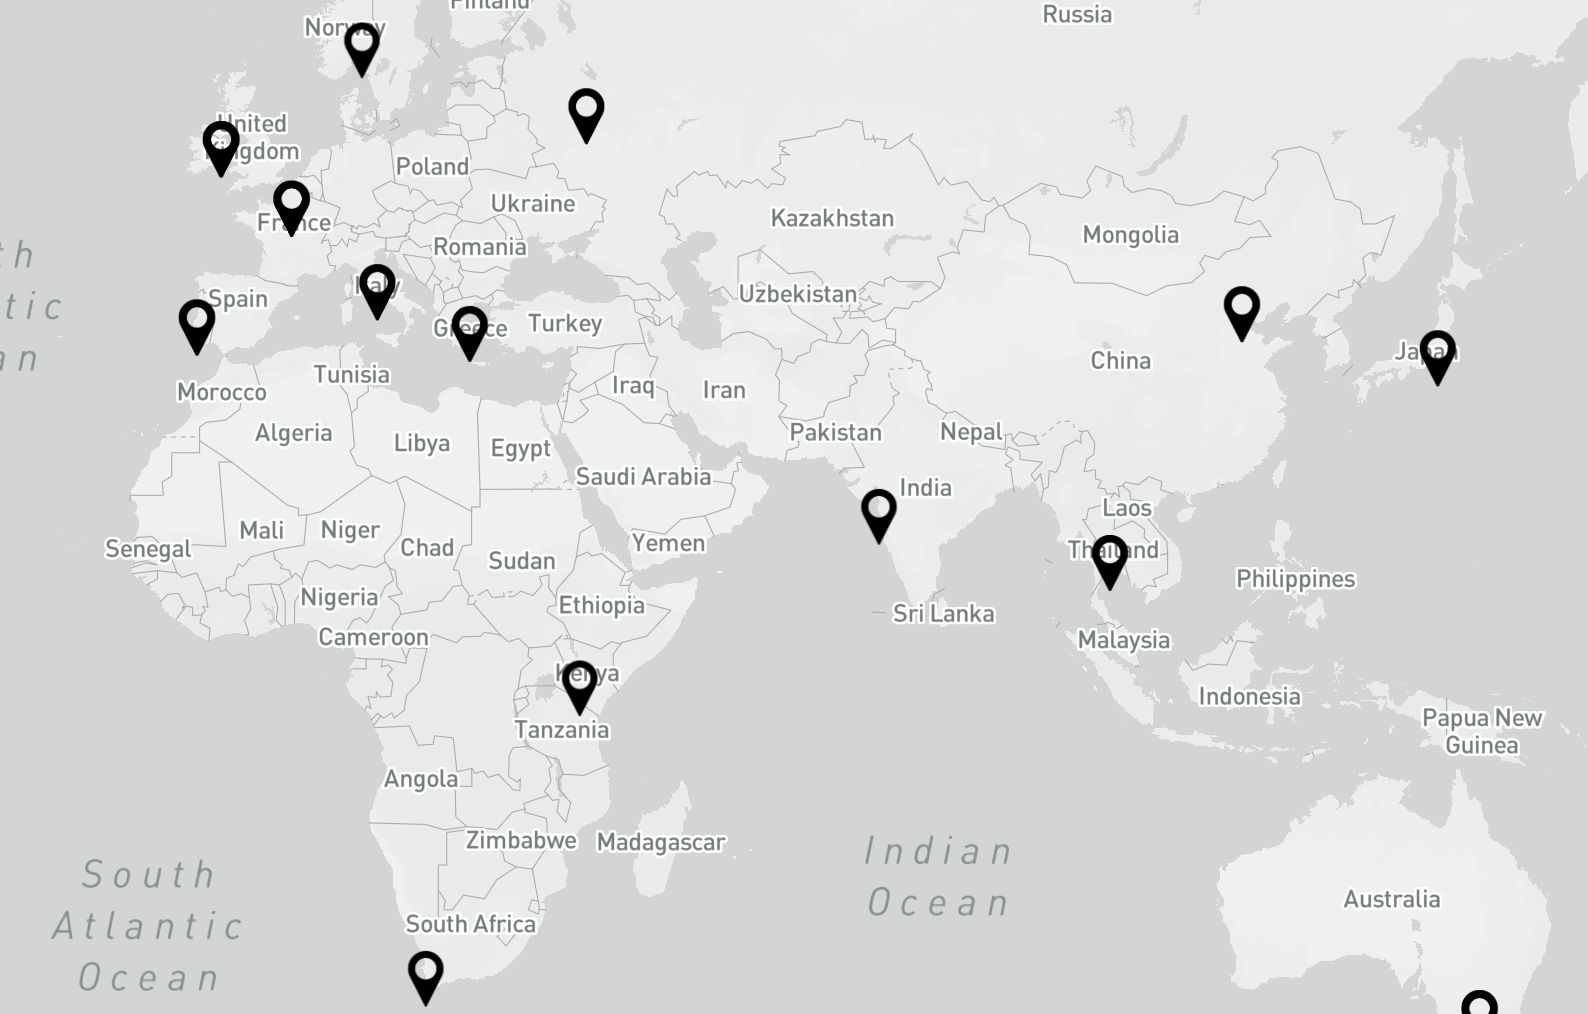 Finland
Russia
Norway
United
Kingdom
Poland
Ukraine
France
Kazakhstan
Mongolia
Romania
th
tic
an
Italy
Spain
Uzbekistan
Greece
Turkey
China
Japan
Tunisia
Morocco
Iraq
Iran
Algeria
Libya
Egypt
Pakistan
Nepal
Saudi Arabia
India
Laos
Mali
Niger
Senegal
Chad
Sudan
Yemen
Thailand
Philippines
Nigeria
Ethiopia
Sri Lanka
Cameroon
Malaysia
Kenya
Indonesia
Tanzania
Papua New
Guinea
Angola
Zimbabwe
Madagascar
Indian
Ocean
South
Atlantic
Ocean
Australia
South Africa